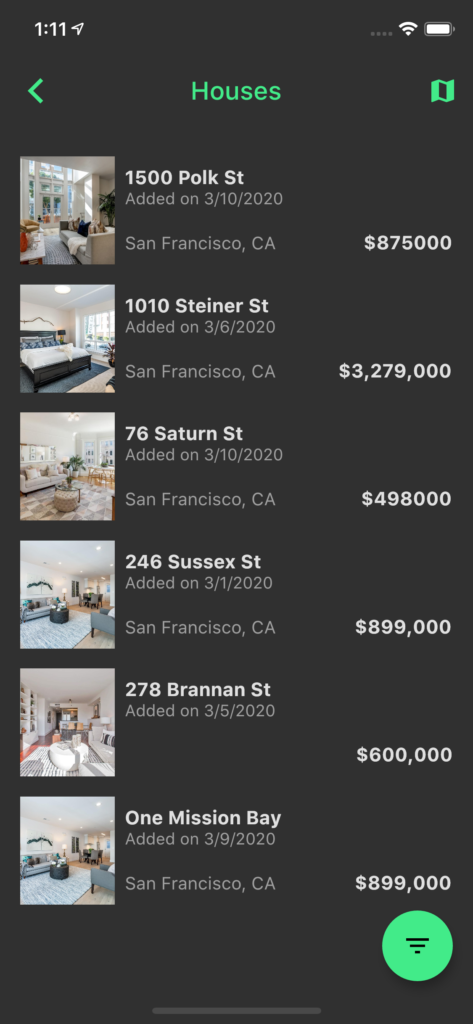 1:11
Houses
1500 Polk St
Added on 3/10/2020
San Francisco, CA $875000
1010 Steiner St
Added on 3/6/2020
San Francisco, CA $3,279,000
76 Saturn St
Added on 3/10/2020
San Francisco, CA $498000
246 Sussex St
Added on 3/1/2020
San Francisco, CA $899,000
278 Brannan St
Added on 3/5/2020
$600,000
One Mission Bay
Added on 3/9/2020
San Francisco, CA $899,000